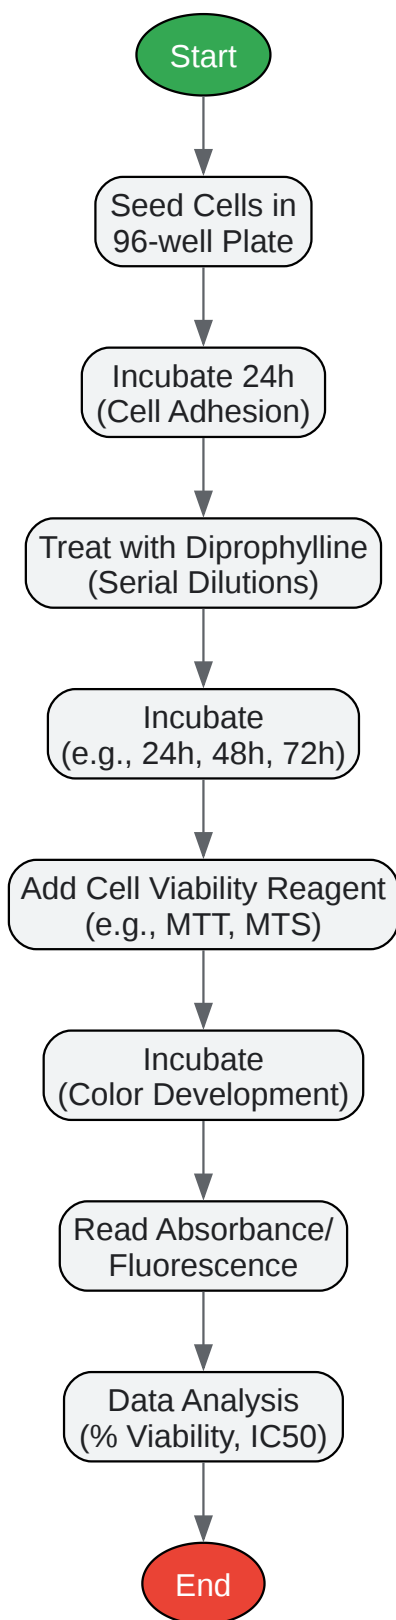 Start
Seed Cells in
96-well Plate
Incubate 24h
(Cell Adhesion)
Treat with Diprophylline
(Serial Dilutions)
Incubate
(e.g., 24h, 48h, 72h)
Add Cell Viability Reagent
(e.g., MTT, MTS)
Incubate
(Color Development)
Read Absorbance/
Fluorescence
Data Analysis
(% Viability, IC50)
End